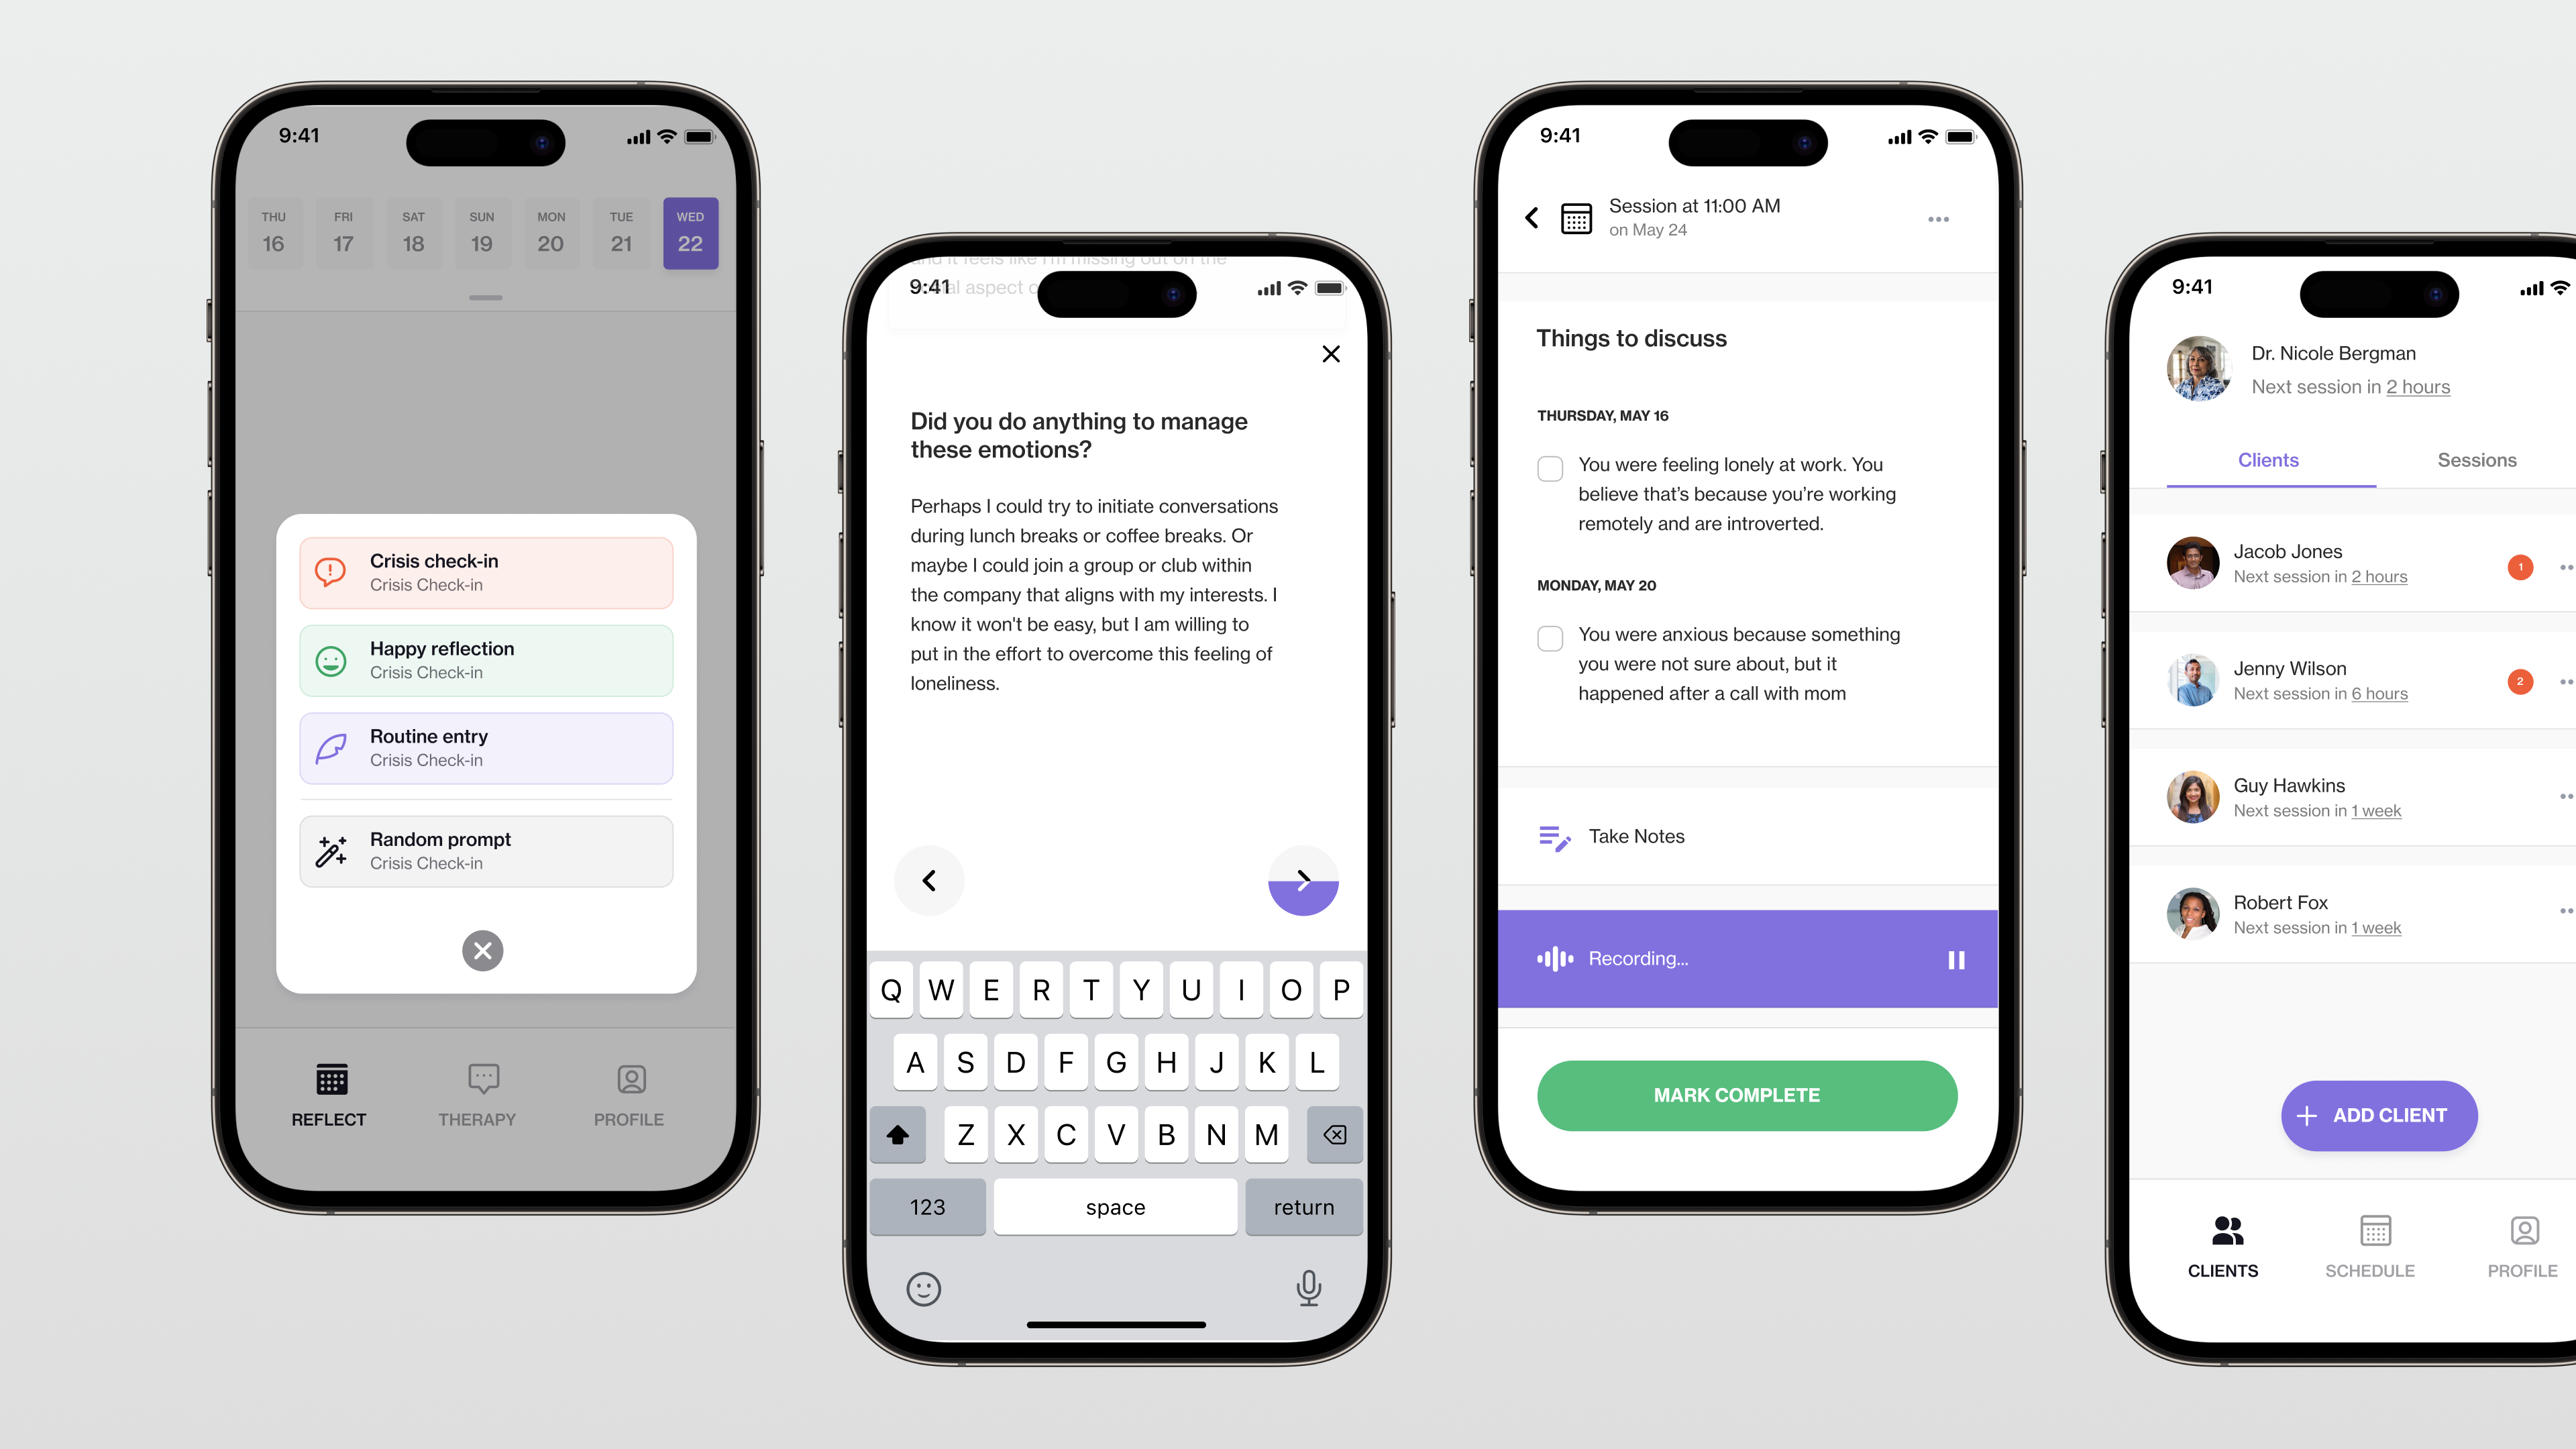 9:41
THU
FRI
SAT
SUN
MON
TUE
WED
16
17
18
19
20
21
22
Crisis check-in
Crisis Check-in
Happy reflection
Crisis Check-in
Routine entry
Crisis Check-in
Random prompt
Crisis Check-in
REFLECT
THERAPY
PROFILE
and it feels like I'm missing out on the
9:41
al aspect
Did you do anything to manage
these emotions?
Perhaps I could try to initiate conversations
during lunch breaks or coffee breaks. Or
maybe I could join a group or club within
the company that aligns with my interests. I
know it won't be easy, but I am willing to
put in the effort to overcome this feeling of
loneliness.
Q W E R T Y U I O P
A S D F G H J K L
Z X C V B N M
123
space
return
9:41
Session at 11:00 AM
on May 24
Things to discuss
THURSDAY, MAY 16
You were feeling lonely at work. You
believe that’s because you’re working
remotely and are introverted.
MONDAY, MAY 20
You were anxious because something
you were not sure about, but it
happened after a call with mom
Take Notes
Recording...
MARK COMPLETE
9:41
Dr. Nicole Bergman
Next session in 2 hours
Clients
Sessions
Jacob Jones
Next session in 2 hours
1
Jenny Wilson
Next session in 6 hours
2
Guy Hawkins
Next session in 1 week
Robert Fox
Next session in 1 week
ADD CLIENT
CLIENTS
SCHEDULE
PROFILE